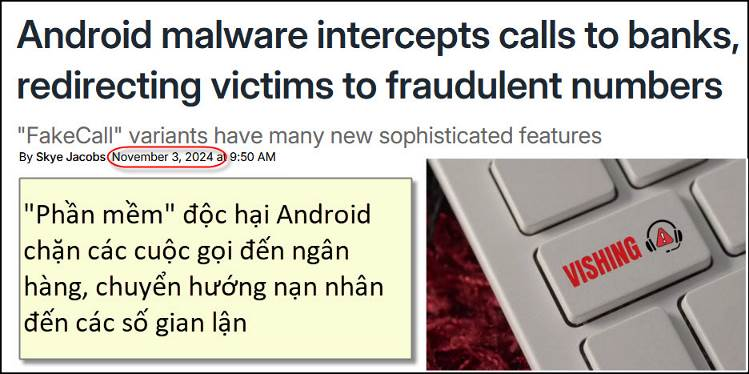 Android malware intercepts calls to banks,
redirecting victims to fraudulent numbers
"FakeCall" variants have many new sophisticated features
By Skye Jacobs November 3, 2024 at 9:50 AM
"Phần mềm" độc hại Android
chặn các cuộc gọi đến ngân
hàng, chuyển hướng nạn nhân
đến các số gian lận
VISHING